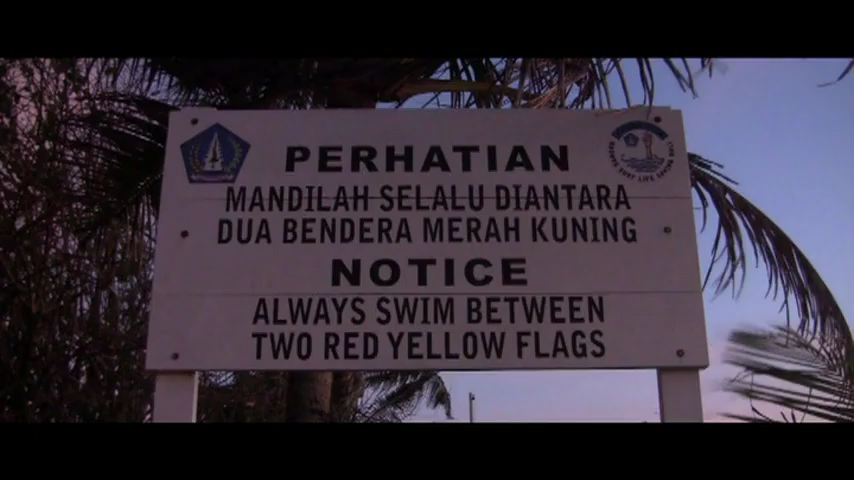 PERHATIAN
MANDILAH SELALU DIANTARA
DUA BENDERA MERAH KUNING
NOTICE
ALWAYS SWIM BETWEEN
TWO RED YELLOW FLAGS